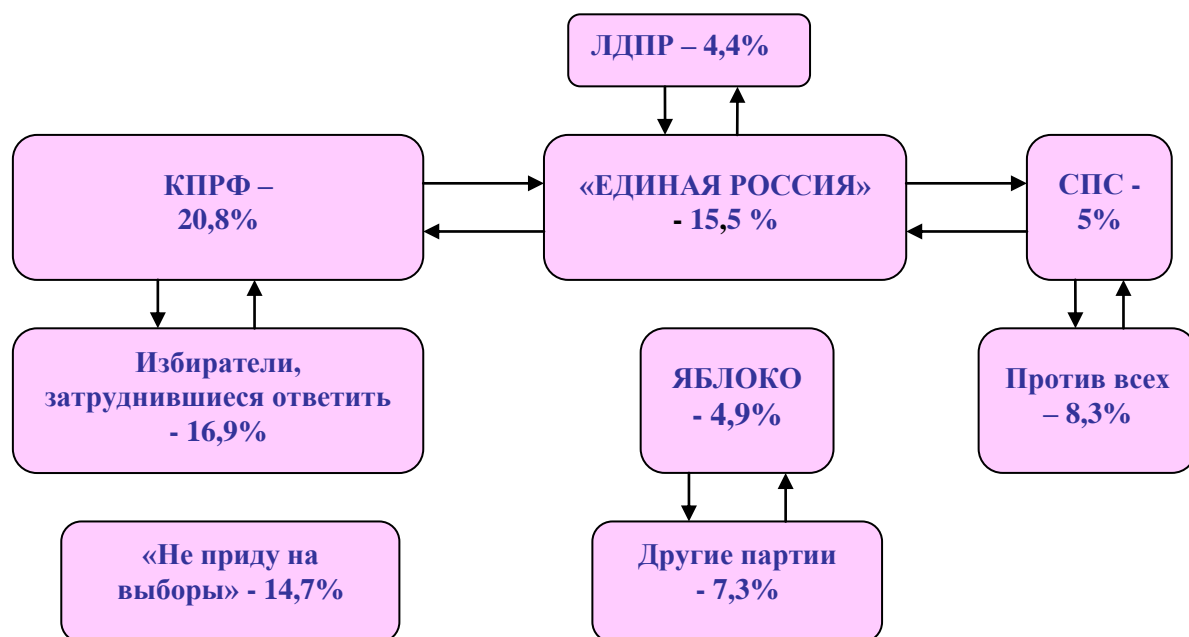 ЛДПР – 4,4%
КПРФ –
20,8%
«ЕДИНАЯ РОССИЯ»
- 15,5 %
СПС -
5%
Избиратели,
затруднившиеся ответить
- 16,9%
ЯБЛОКО
- 4,9%
Против всех
– 8,3%
«Не приду на
выборы» - 14,7%
Другие партии
- 7,3%